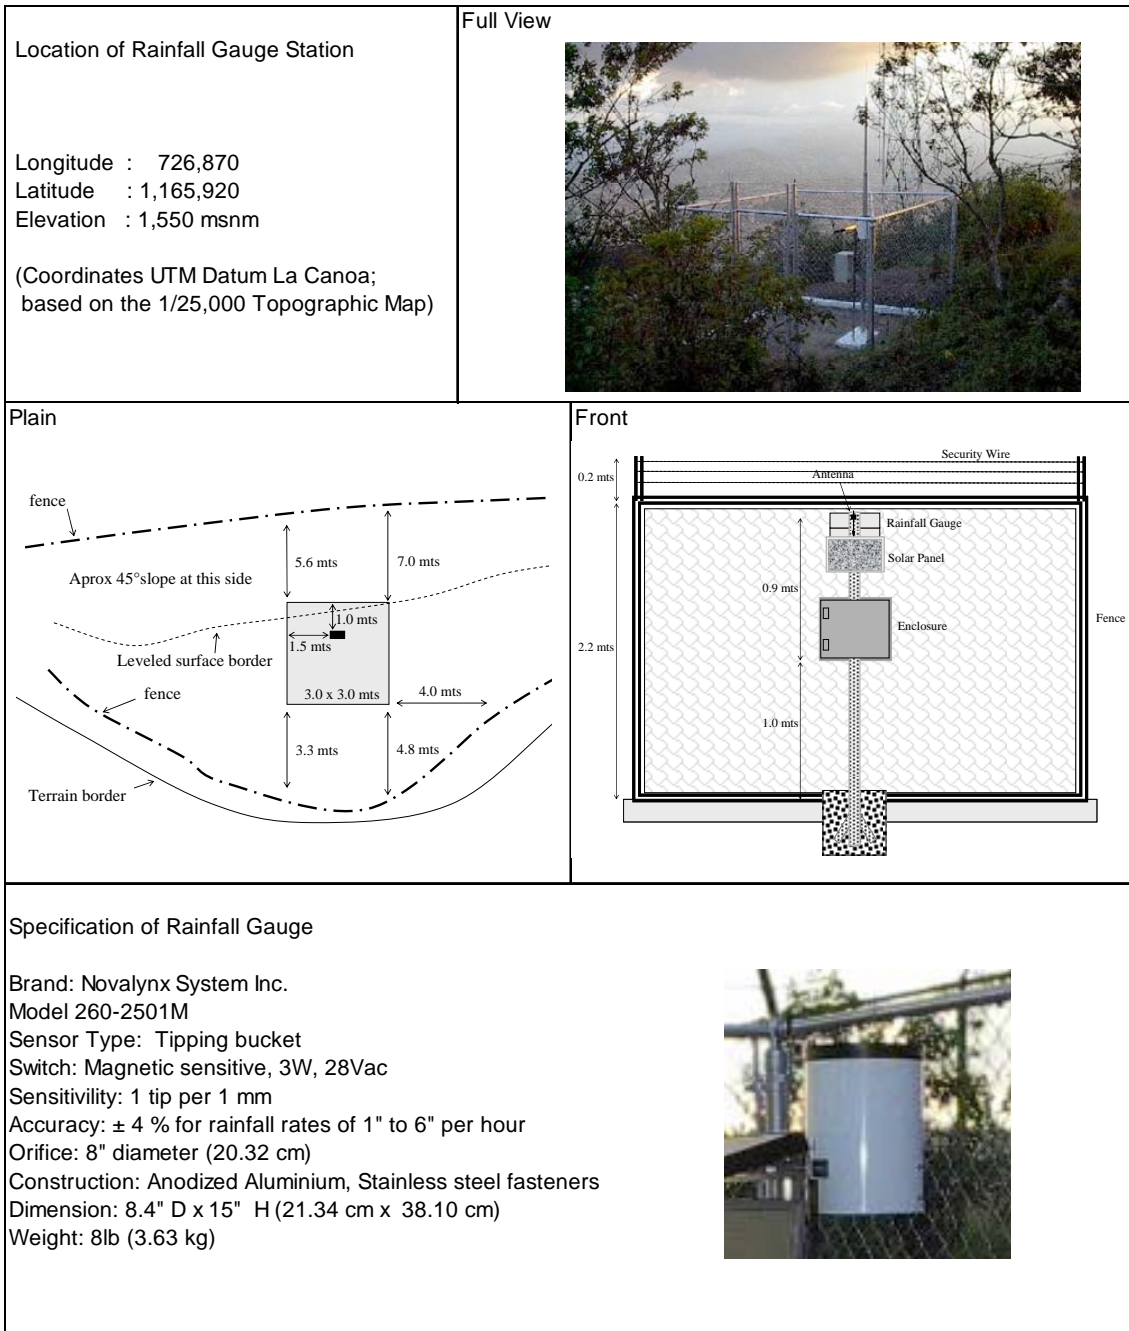 Location of Rainfall Gauge Station
Longitude : 726,870
Latitude : 1,165,920
Elevation : 1,550 msnm
(Coordinates UTM Datum La Canoa;
based on the 1/25,000 Topographic Map)
Full View
Plain
fence
5.6 mts
7.0 mts
Aprox 45°slope at this side
1.0 mts
1.5 mts
Leveled surface border
fence
3.0 x 3.0 mts
4.0 mts
3.3 mts
4.8 mts
Terrain border
Front
Security Wire
0.2 mts
Antenna
Rainfall Gauge
Solar Panel
0.9 mts
Enclosure
Fence
2.2 mts
1.0 mts
Specification of Rainfall Gauge
Brand: Novalynx System Inc.
Model 260-2501M
Sensor Type: Tipping bucket
Switch: Magnetic sensitive, 3W, 28Vac
Sensitivility: 1 tip per 1 mm
Accuracy: ± 4 % for rainfall rates of 1" to 6" per hour
Orifice: 8" diameter (20.32 cm)
Construction: Anodized Aluminium, Stainless steel fasteners
Dimension: 8.4" D x 15" H (21.34 cm x 38.10 cm)
Weight: 8lb (3.63 kg)